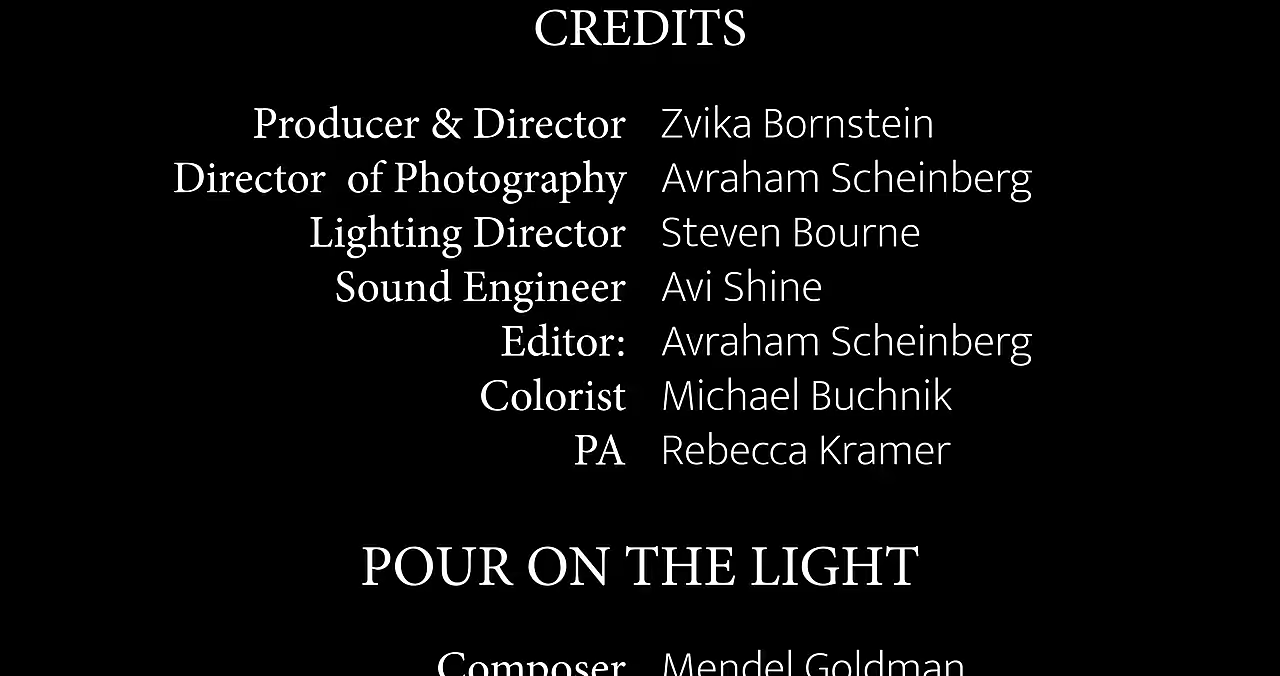 CREDITS
Producer & Director Zvika Bornstein
Director of Photography Avraham Scheinberg
Lighting Director Steven Bourne
Sound Engineer Avi Shine
Editor: Avraham Scheinberg
Colorist Michael Buchnik
PA Rebecca Kramer
POUR ON THE LIGHT
Composer Mendel Goldman